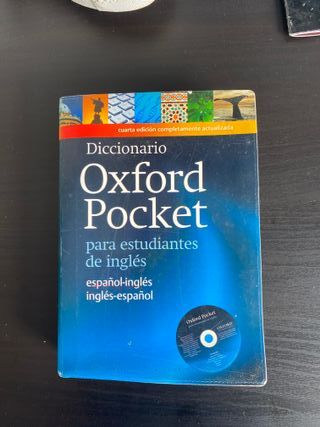 cuarta edición completamente actualizada
Diccionario
Oxford
Pocket
para estudiantes
de inglés
español-inglés
inglés-español
Oxford Pocket